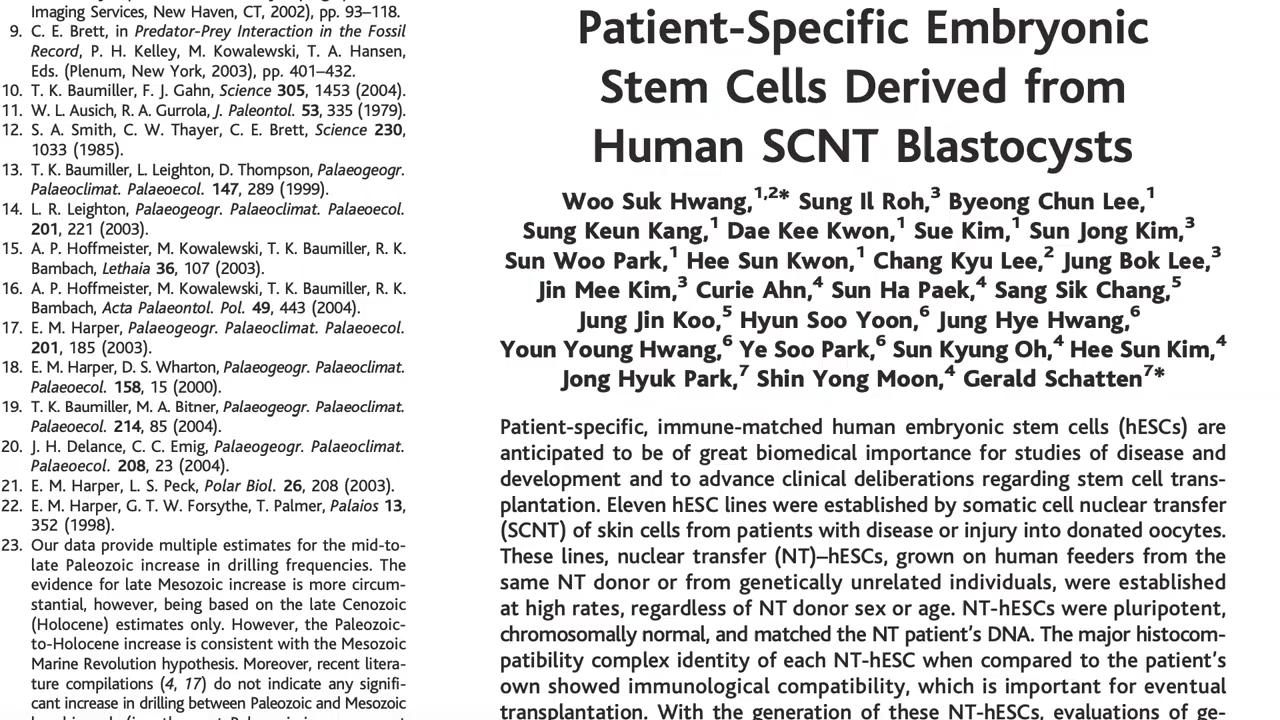 Imaging Services, New Haven, CT, 2002), pp. 93–118.
9. C. E. Brett, in Predator-Prey Interaction in the Fossil
Record, P. H. Kelley, M. Kowalewski, T. A. Hansen,
Eds. (Plenum, New York, 2003), pp. 401–432.
10. T. K. Baumiller, F. J. Gahn, Science 305, 1453 (2004).
11. W. L. Ausich, R. A. Gurrola, J. Paleontol. 53, 335 (1979).
12. S. A. Smith, C. W. Thayer, C. E. Brett, Science 230,
1033 (1985).
13. T. K. Baumiller, L. Leighton, D. Thompson, Palaeogeogr.
Palaeoclimat. Palaeoecol. 147, 289 (1999).
14. L. R. Leighton, Palaeogeogr. Palaeoclimat. Palaeoecol.
201, 221 (2003).
15. A. P. Hoffmeister, M. Kowalewski, T. K. Baumiller, R. K.
Bambach, Lethaia 36, 107 (2003).
16. A. P. Hoffmeister, M. Kowalewski, T. K. Baumiller, R. K.
Bambach, Acta Palaeontol. Pol. 49, 443 (2004).
17. E. M. Harper, Palaeogeogr. Palaeoclimat. Palaeoecol.
201, 185 (2003).
18. E. M. Harper, D. S. Wharton, Palaeogeogr. Palaeoclimat.
Palaeoecol. 158, 15 (2000).
19. T. K. Baumiller, M. A. Bitner, Palaeogeogr. Palaeoclimat.
Palaeoecol. 214, 85 (2004).
20. J. H. Delance, C. C. Emig, Palaeogeogr. Palaeoclimat.
Palaeoecol. 208, 23 (2004).
21. E. M. Harper, L. S. Peck, Polar Biol. 26, 208 (2003).
22. E. M. Harper, G. T. W. Forsythe, T. Palmer, Palaios 13,
352 (1998).
23. Our data provide multiple estimates for the mid-to-
late Paleozoic increase in drilling frequencies. The
evidence for late Mesozoic increase is more circum-
stantial, however, being based on the late Cenozoic
(Holocene) estimates only. However, the Paleozoic-
to-Holocene increase is consistent with the Mesozoic
Marine Revolution hypothesis. Moreover, recent litera-
ture compilations (4, 17) do not indicate any signifi-
cant increase in drilling between Paleozoic and Mesozoic
Patient-Specific Embryonic
Stem Cells Derived from
Human SCNT Blastocysts
Woo Suk Hwang,1,2* Sung Il Roh,3 Byeong Chun Lee,1
Sung Keun Kang,1 Dae Kee Kwon,1 Sue Kim,1 Sun Jong Kim,3
Sun Woo Park,1 Hee Sun Kwon,1 Chang Kyu Lee,2 Jung Bok Lee,3
Jin Mee Kim,3 Curie Ahn,4 Sun Ha Paek,4 Sang Sik Chang,5
Jung Jin Koo,5 Hyun Soo Yoon,6 Jung Hye Hwang,6
Youn Young Hwang,6 Ye Soo Park,6 Sun Kyung Oh,4 Hee Sun Kim,4
Jong Hyuk Park,7 Shin Yong Moon,4 Gerald Schatten7*
Patient-specific, immune-matched human embryonic stem cells (hESCs) are
anticipated to be of great biomedical importance for studies of disease and
development and to advance clinical deliberations regarding stem cell trans-
plantation. Eleven hESC lines were established by somatic cell nuclear transfer
(SCNT) of skin cells from patients with disease or injury into donated oocytes.
These lines, nuclear transfer (NT)–hESCs, grown on human feeders from the
same NT donor or from genetically unrelated individuals, were established
at high rates, regardless of NT donor sex or age. NT-hESCs were pluripotent,
chromosomally normal, and matched the NT patient's DNA. The major histocom-
patibility complex identity of each NT-hESC when compared to the patient's
own showed immunological compatibility, which is important for eventual
transplantation. With the generation of these NT-hESCs, evaluations of ge-